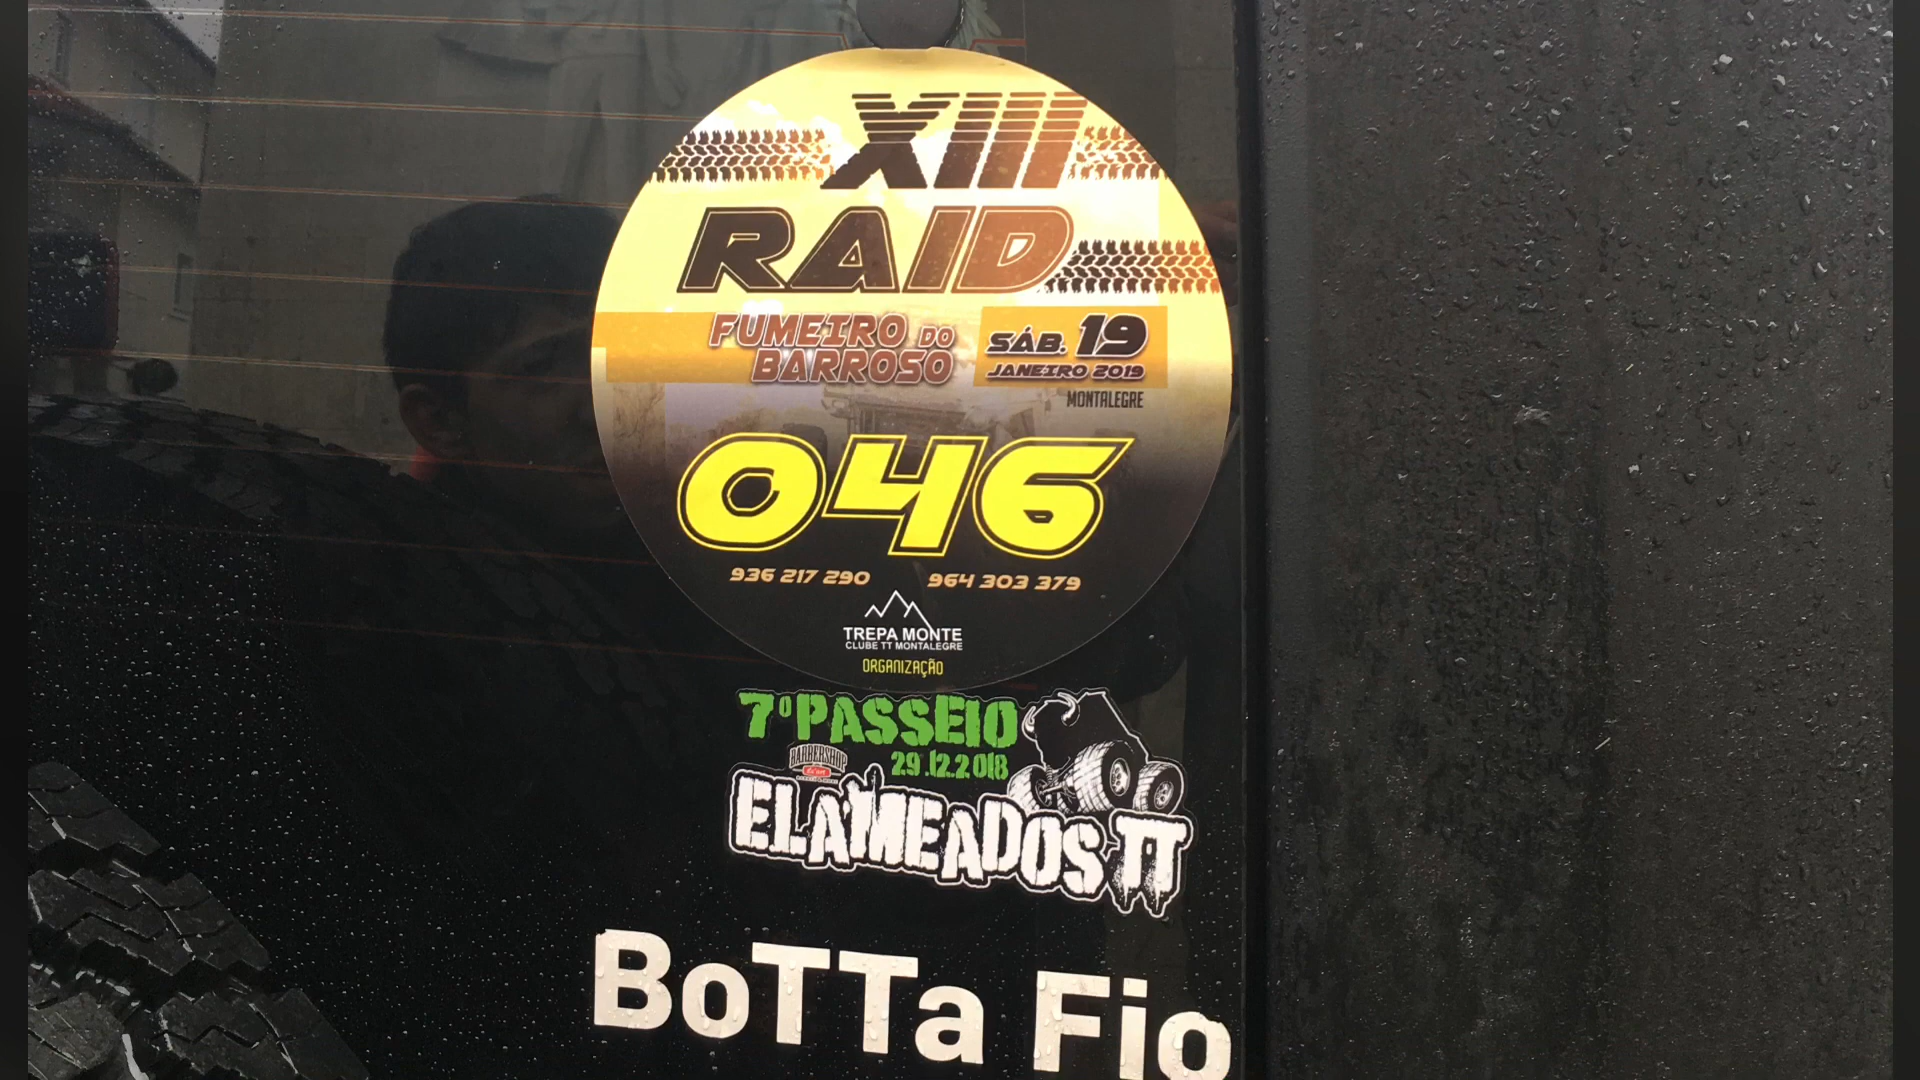 XIII
RAID
FUMEIRO DO
BARROSO
SÁB. 19
JANEIRO 2019
MONTALEGRE
046
936 217 290 964 303 379
TREPA MONTE
CLUBE TT MONTALEGRE
ORGANIZAÇÃO
7º PASSEIO
BARBERSHOP
29.12.2018
ELAMEADOS TT
BoTTa Fio